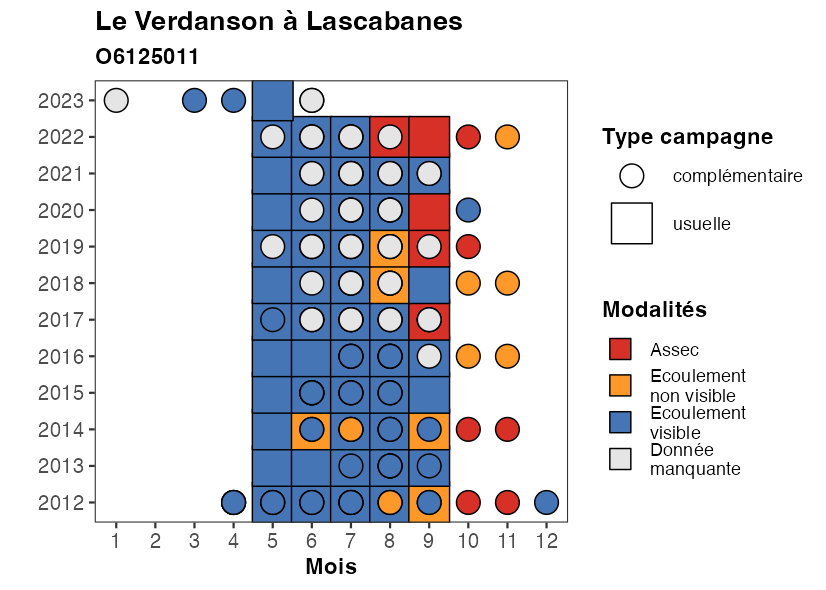 Le Verdanson à Lascabanes
O6125011
2023
2022
2021
2020
2019
2018
2017
2016
2015
2014
2013
2012
1 2 3 4 5 6 7 8 9 10 11 12
Mois
Type campagne
complémentaire
usuelle
Modalités
Assec
Ecoulement
non visible
Ecoulement
visible
Donnée
manquante